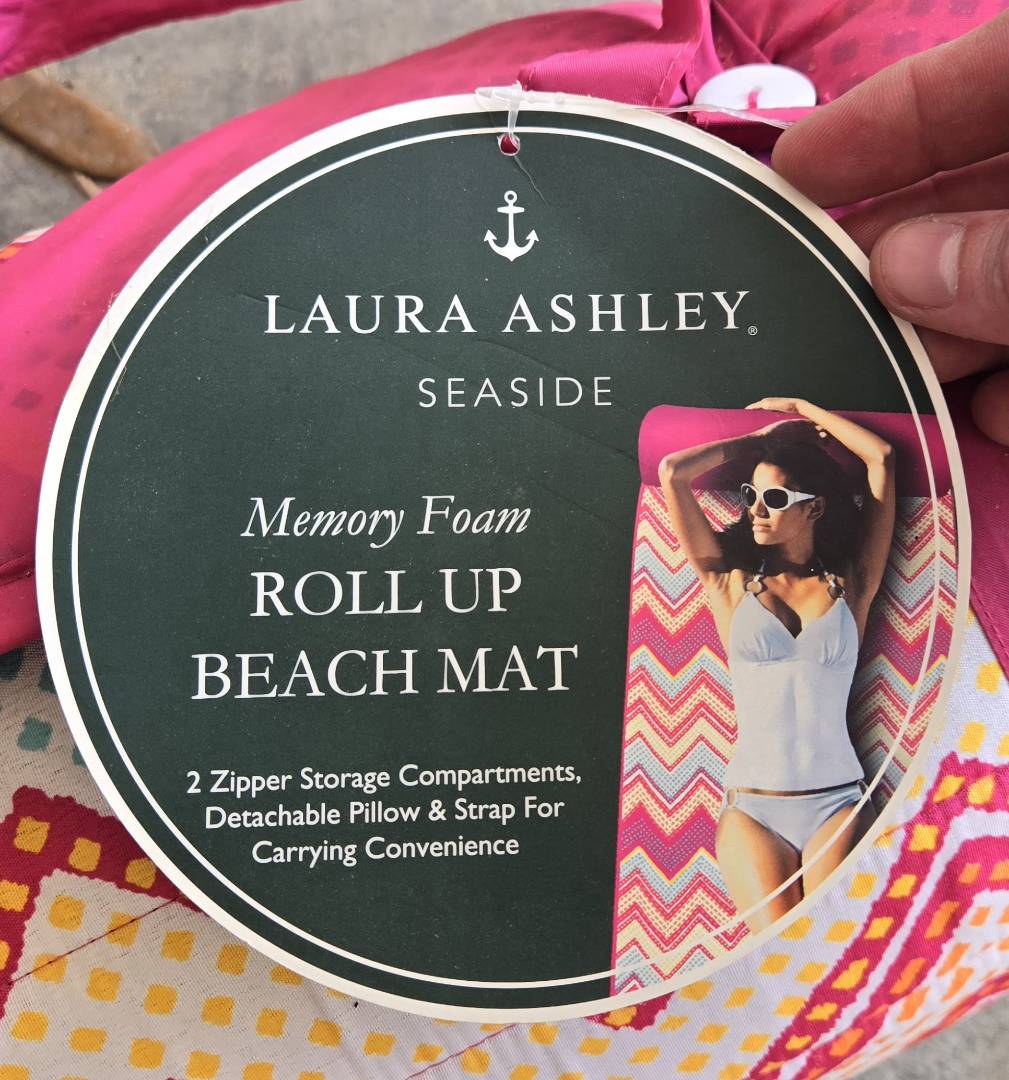 LAURA ASHLEY®
SEASIDE
Memory Foam
ROLL UP
BEACH MAT
2 Zipper Storage Compartments,
Detachable Pillow & Strap For
Carrying Convenience